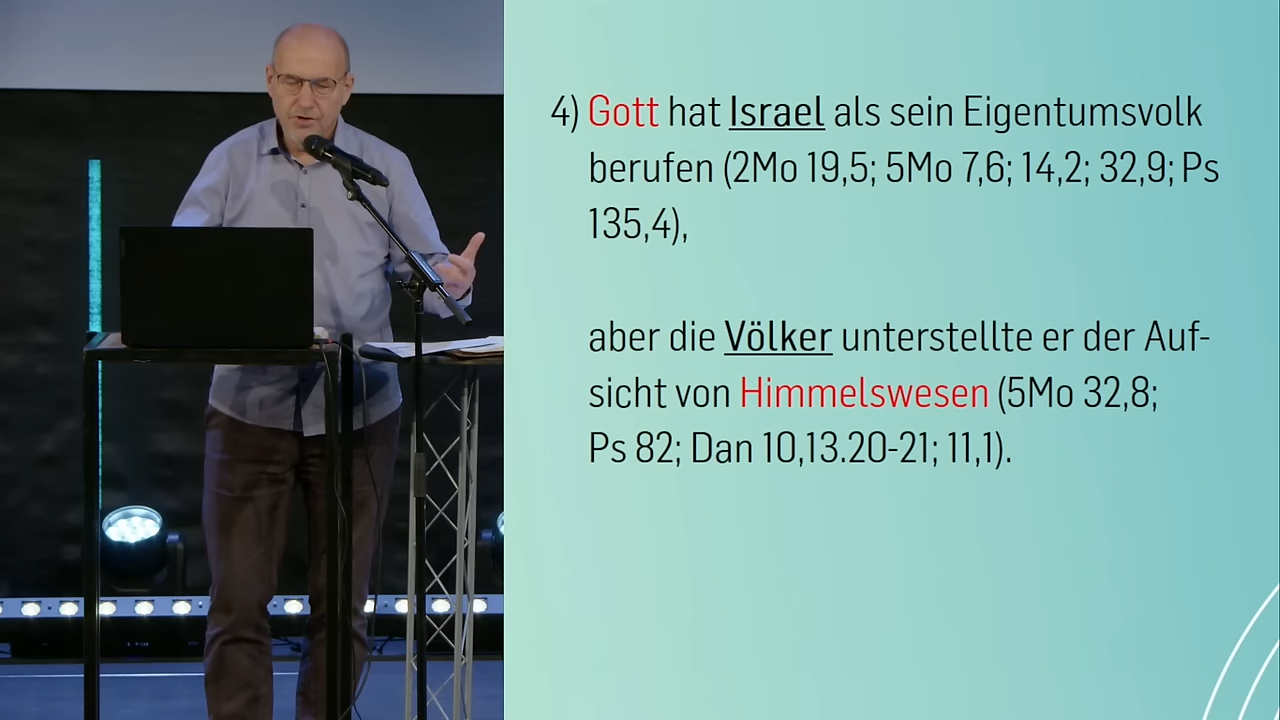 4) Gott hat Israel als sein Eigentumsvolk
berufen (2Mo 19,5; 5Mo 7,6; 14,2; 32,9; Ps
135,4),
aber die Völker unterstellte er der Auf-
sicht von Himmelswesen (5Mo 32,8;
Ps 82; Dan 10,13.20-21; 11,1).